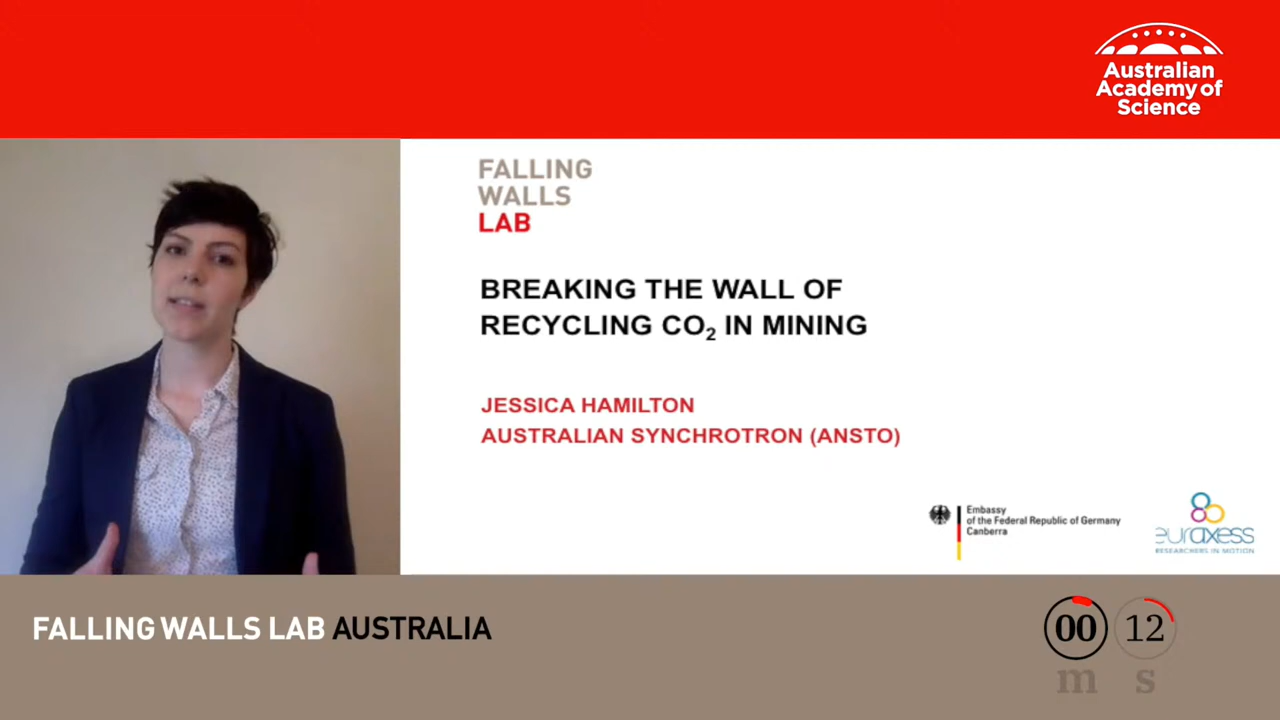 Australian
Academy of
Science
FALLING
WALLS
LAB
BREAKING THE WALL OF
RECYCLING CO₂ IN MINING
JESSICA HAMILTON
AUSTRALIAN SYNCHROTRON (ANSTO)
Embassy
of the Federal Republic of Germany
Canberra
euraxess
RESEARCHERS IN MOTION
FALLING WALLS LAB AUSTRALIA
00 12
m s